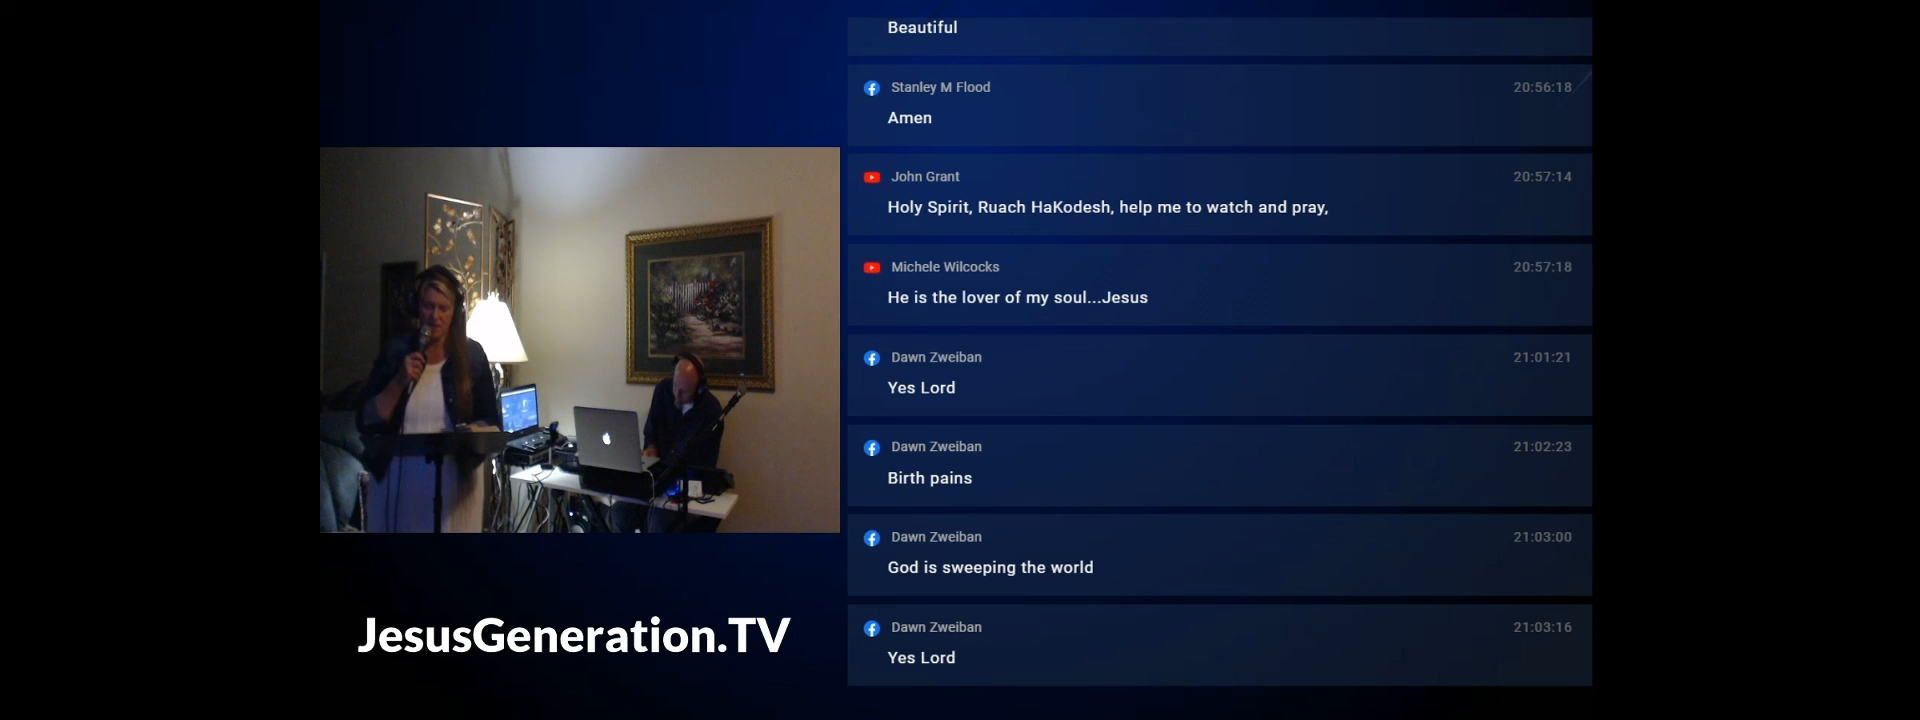 Beautiful
Stanley M Flood 20:56:18
Amen
John Grant 20:57:14
Holy Spirit, Ruach HaKodesh, help me to watch and pray,
Michele Wilcocks 20:57:18
He is the lover of my soul...Jesus
Dawn Zweiban 21:01:21
Yes Lord
Dawn Zweiban 21:02:23
Birth pains
Dawn Zweiban 21:03:00
God is sweeping the world
Dawn Zweiban 21:03:16
Yes Lord
JesusGeneration.TV